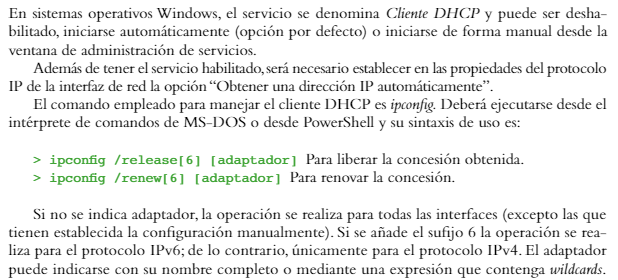 En sistemas operativos Windows, el servicio se denomina Cliente DHCP y puede ser desha-
bilitado, iniciarse automáticamente (opción por defecto) o iniciarse de forma manual desde la
ventana de administración de servicios.
Además de tener el servicio habilitado, será necesario establecer en las propiedades del protocolo
IP de la interfaz de red la opción “Obtener una dirección IP automáticamente”.
El comando empleado para manejar el cliente DHCP es ipconfig. Deberá ejecutarse desde el
intérprete de comandos de MS-DOS o desde PowerShell y su sintaxis de uso es:
> ipconfig /release[6] [adaptador] Para liberar la concesión obtenida.
> ipconfig /renew[6] [adaptador] Para renovar la concesión.
Si no se indica adaptador, la operación se realiza para todas las interfaces (excepto las que
tienen establecida la configuración manualmente). Si se añade el sufijo 6 la operación se rea-
liza para el protocolo IPv6; de lo contrario, únicamente para el protocolo IPv4. El adaptador
puede indicarse con su nombre completo o mediante una expresión que contenga wildcards.